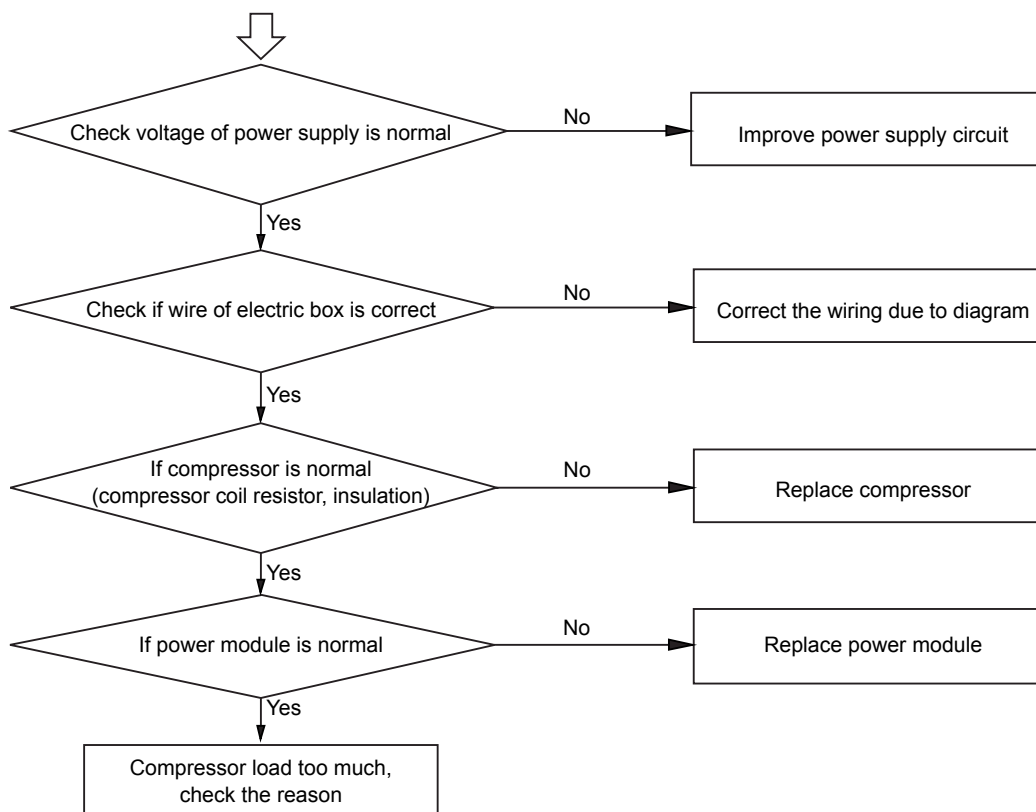 Check voltage of power supply is normal
No
Improve power supply circuit
Yes
Check if wire of electric box is correct
No
Correct the wiring due to diagram
Yes
If compressor is normal
(compressor coil resistor, insulation)
No
Replace compressor
Yes
If power module is normal
No
Replace power module
Yes
Compressor load too much,
check the reason